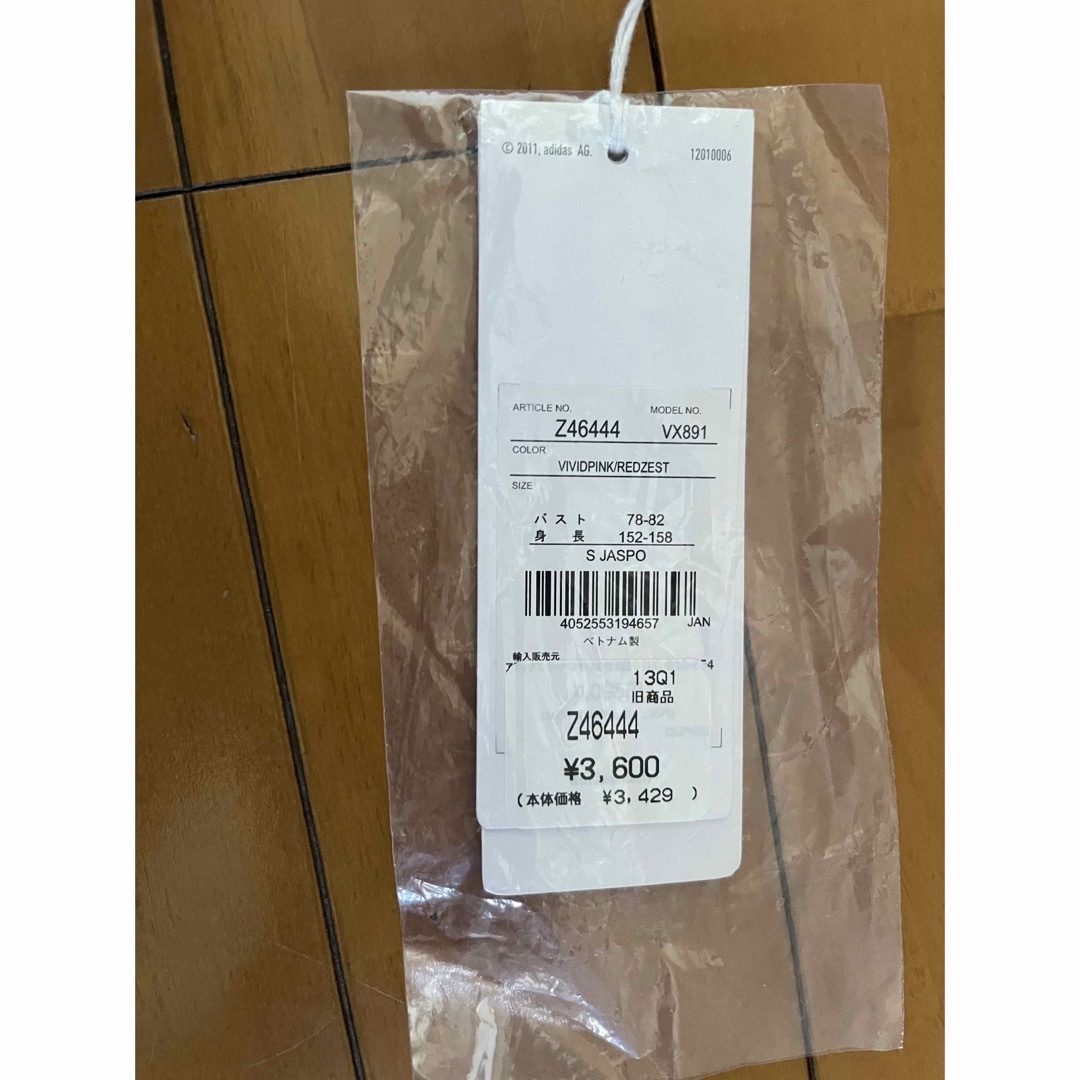 © 2011, adidas AG. 12010006
ARTICLE NO. MODEL NO.
Z46444 VX891
COLOR
VIVIDPINK/REDZEST
SIZE
バスト 78-82
身長 152-158
S JASPO
4052553194657 JAN
ベトナム製
輸入販売元
13Q1
旧商品
Z46444
¥3,600
(本体価格 ¥3,429 )